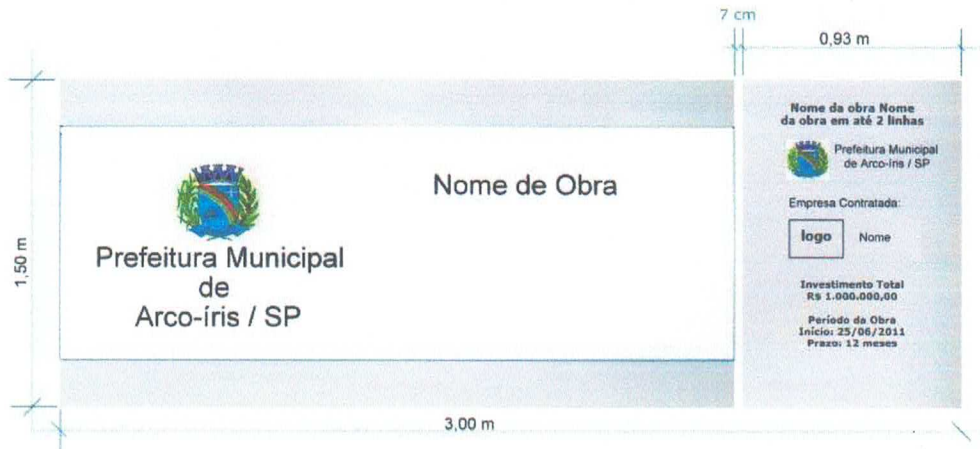 7 cm
0,93 m
1,50 m
Prefeitura Municipal
de
Arco-íris / SP
Nome de Obra
Nome da obra Nome
da obra em até 2 linhas
Prefeitura Municipal
de Arco-íris / SP
Empresa Contratada:
logo
Nome
Investimento Total
R$ 1.000.000,00
Período da Obra
Início: 25/06/2011
Prazo: 12 meses
3,00 m